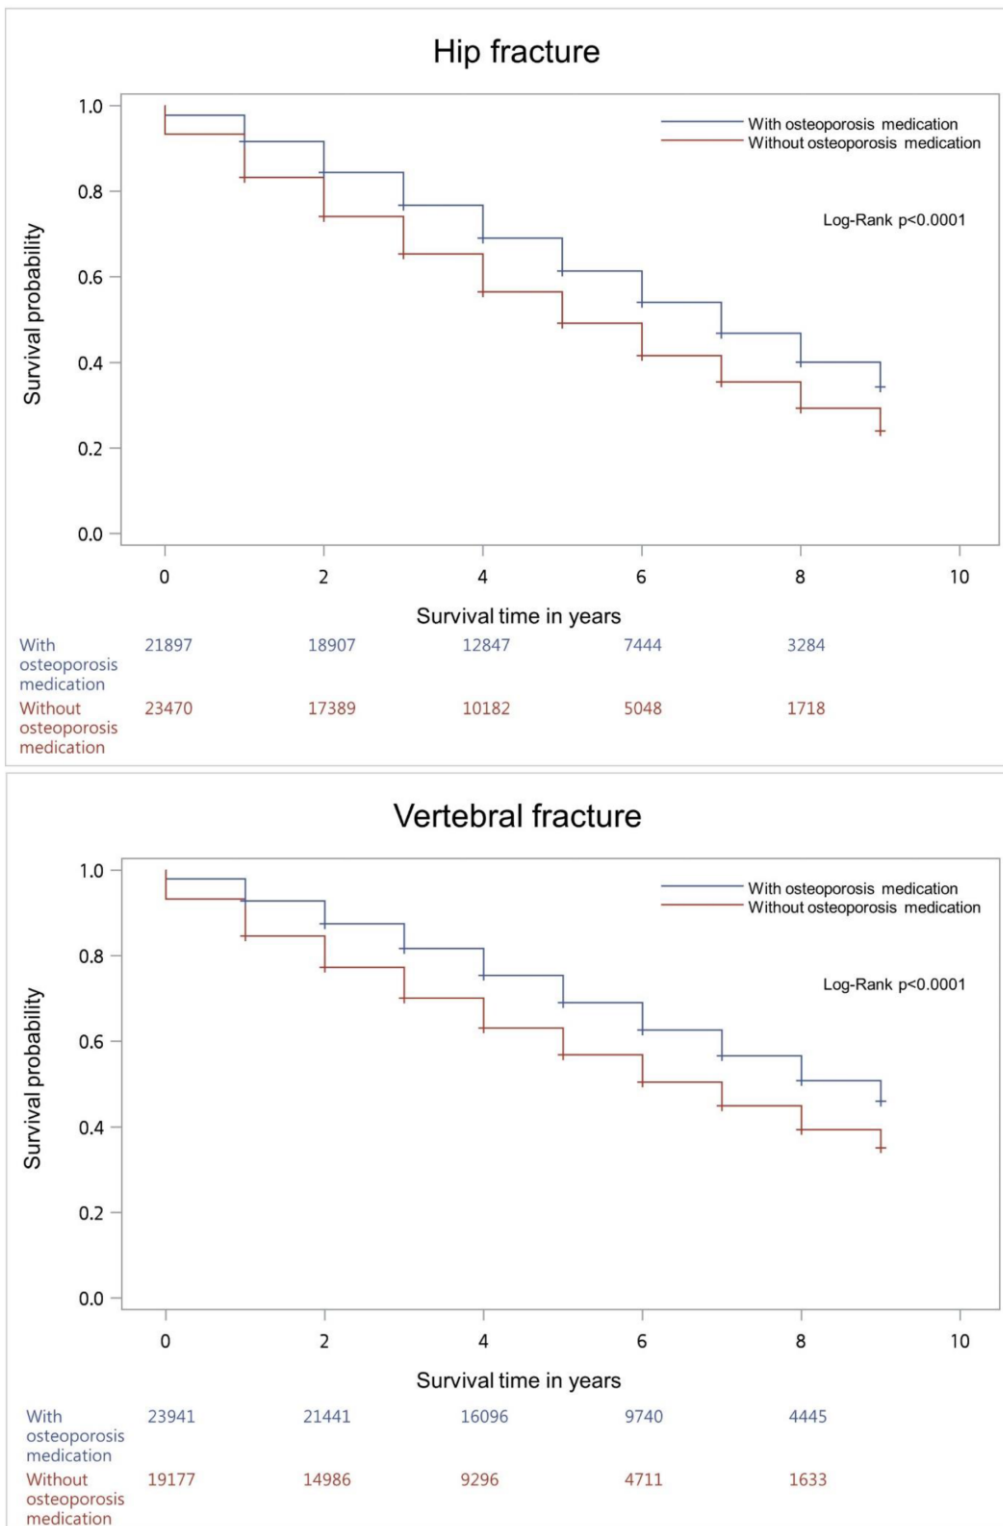 Hip fracture
1.0
0.8
0.6
0.4
0.2
0.0
Survival probability
With osteoporosis medication
Without osteoporosis medication
Log-Rank p<0.0001
0 2 4 6 8 10
Survival time in years
With 21897 18907 12847 7444 3284
osteoporosis
medication
Without 23470 17389 10182 5048 1718
osteoporosis
medication
Vertebral fracture
1.0
0.8
0.6
0.4
0.2
0.0
Survival probability
With osteoporosis medication
Without osteoporosis medication
Log-Rank p<0.0001
0 2 4 6 8 10
Survival time in years
With 23941 21441 16096 9740 4445
osteoporosis
medication
Without 19177 14986 9296 4711 1633
osteoporosis
medication